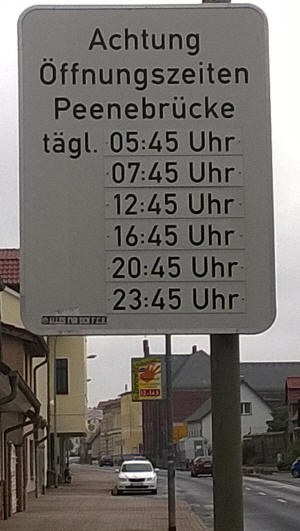 Achtung
Öffnungszeiten
Peenebrücke
tägl. 05:45 Uhr
07:45 Uhr
12:45 Uhr
16:45 Uhr
20:45 Uhr
23:45 Uhr